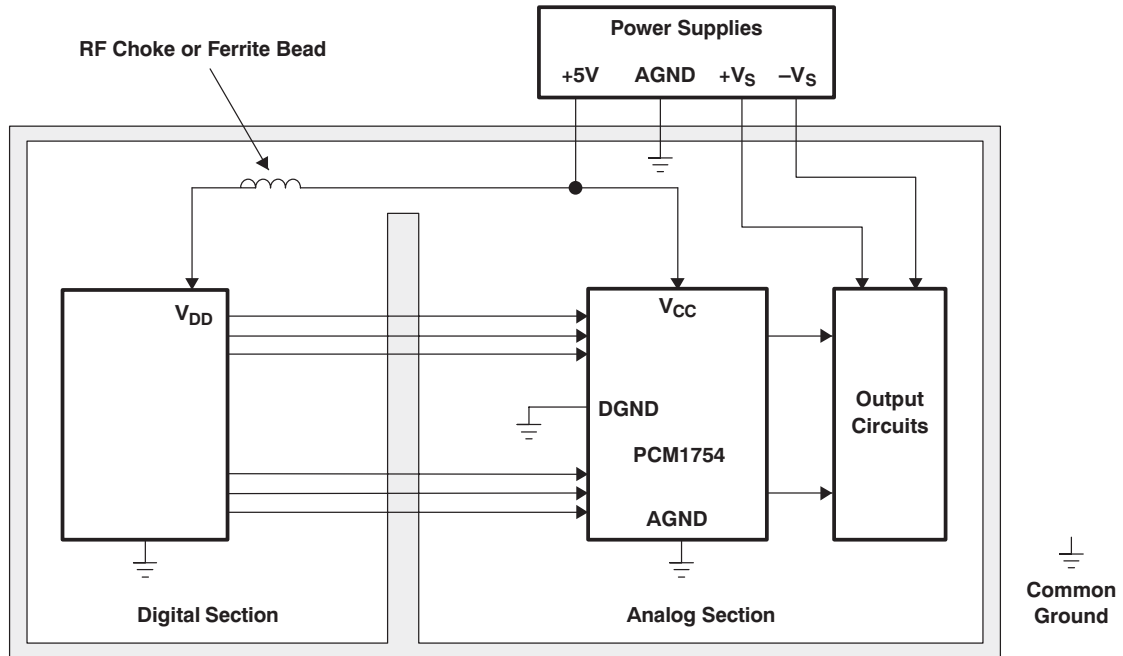 Power Supplies
RF Choke or Ferrite Bead
+5V AGND +VS –VS
VDD
VCC
DGND
Output
Circuits
PCM1754
AGND
Digital Section
Analog Section
Common
Ground